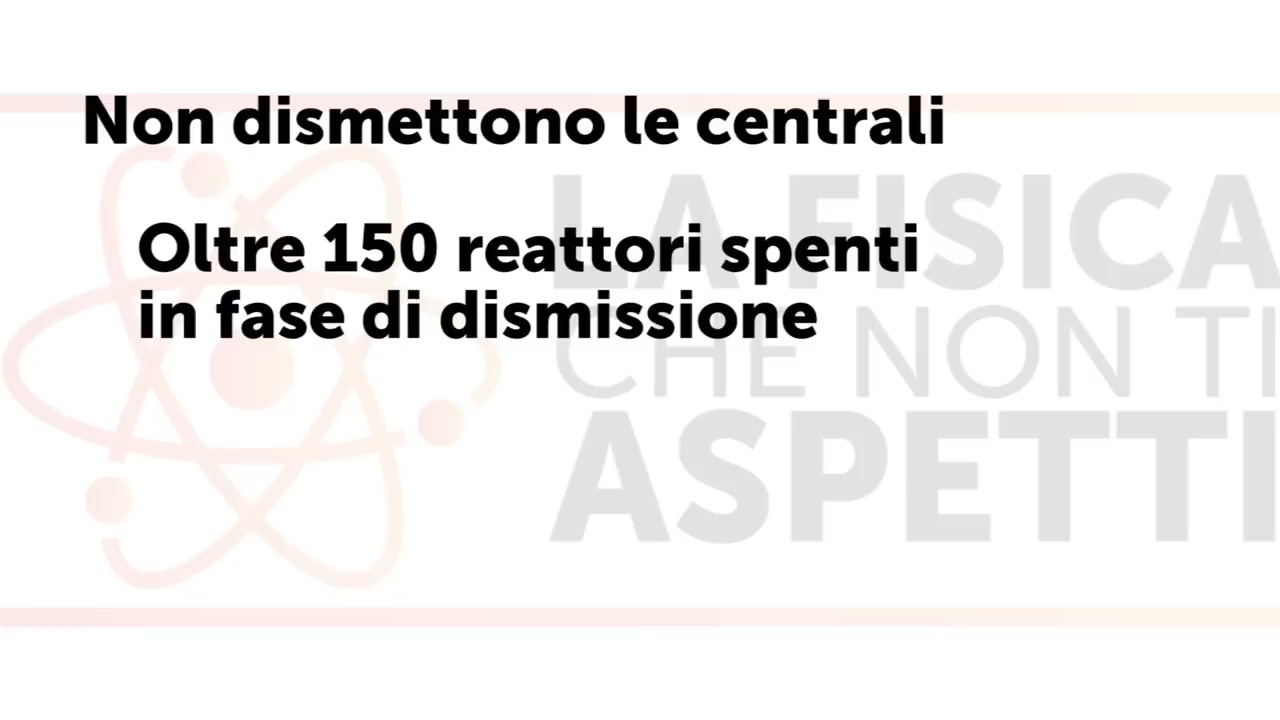 Non dismettono le centrali
Oltre 150 reattori spenti
in fase di dismissione
LA FISICA
CHE NON TI
ASPETTI